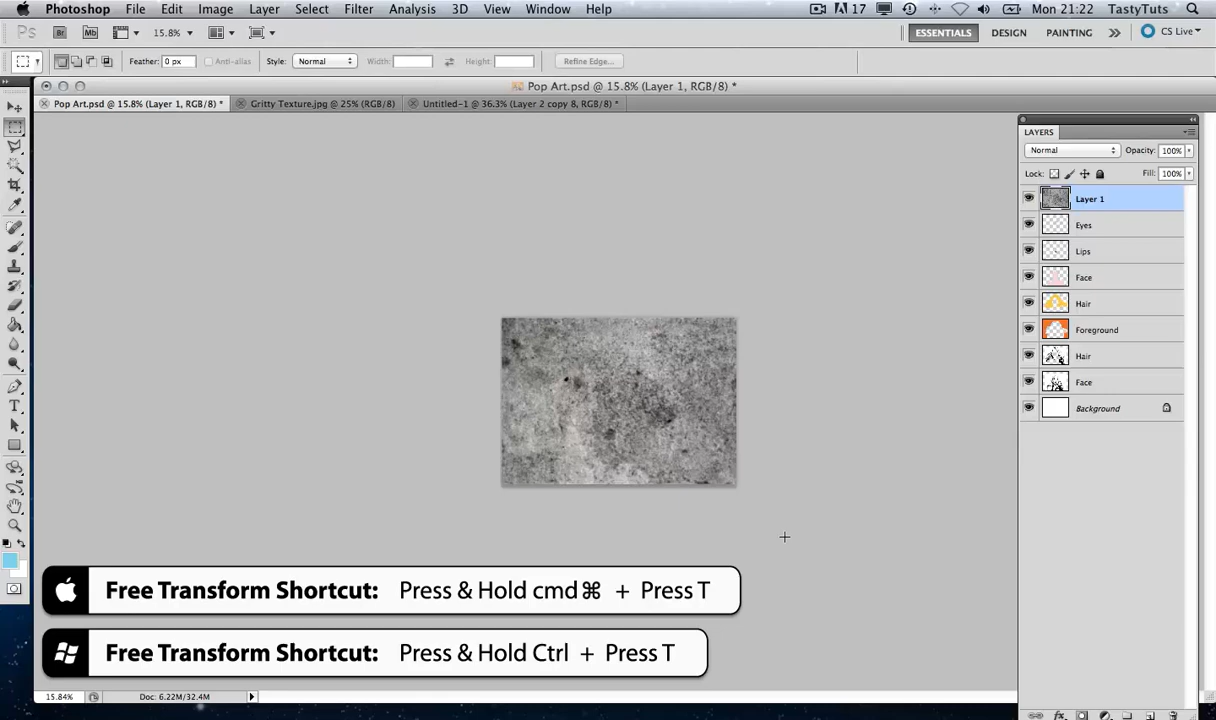 Photoshop File Edit Image Layer Select Filter Analysis 3D View Window Help 17 Mon 21:22 TastyTuts
Ps Br Mb 15.8% ESSENTIALS DESIGN PAINTING CS Live
Feather: 0 px Anti-alias Style: Normal Width: Height: Refine Edge...
Pop Art.psd @ 15.8% (Layer 1, RGB/8) *
Pop Art.psd @ 15.8% (Layer 1, RGB/8) * Gritty Texture.jpg @ 25% (RGB/8) Untitled-1 @ 36.3% (Layer 2 copy 8, RGB/8) *
LAYERS
Normal Opacity: 100%
Lock: Fill: 100%
Layer 1
Eyes
Lips
Face
Hair
Foreground
Hair
Face
Background
Free Transform Shortcut: Press & Hold cmd⌘ + Press T
Free Transform Shortcut: Press & Hold Ctrl + Press T
15.84% Doc: 6.22M/32.4M